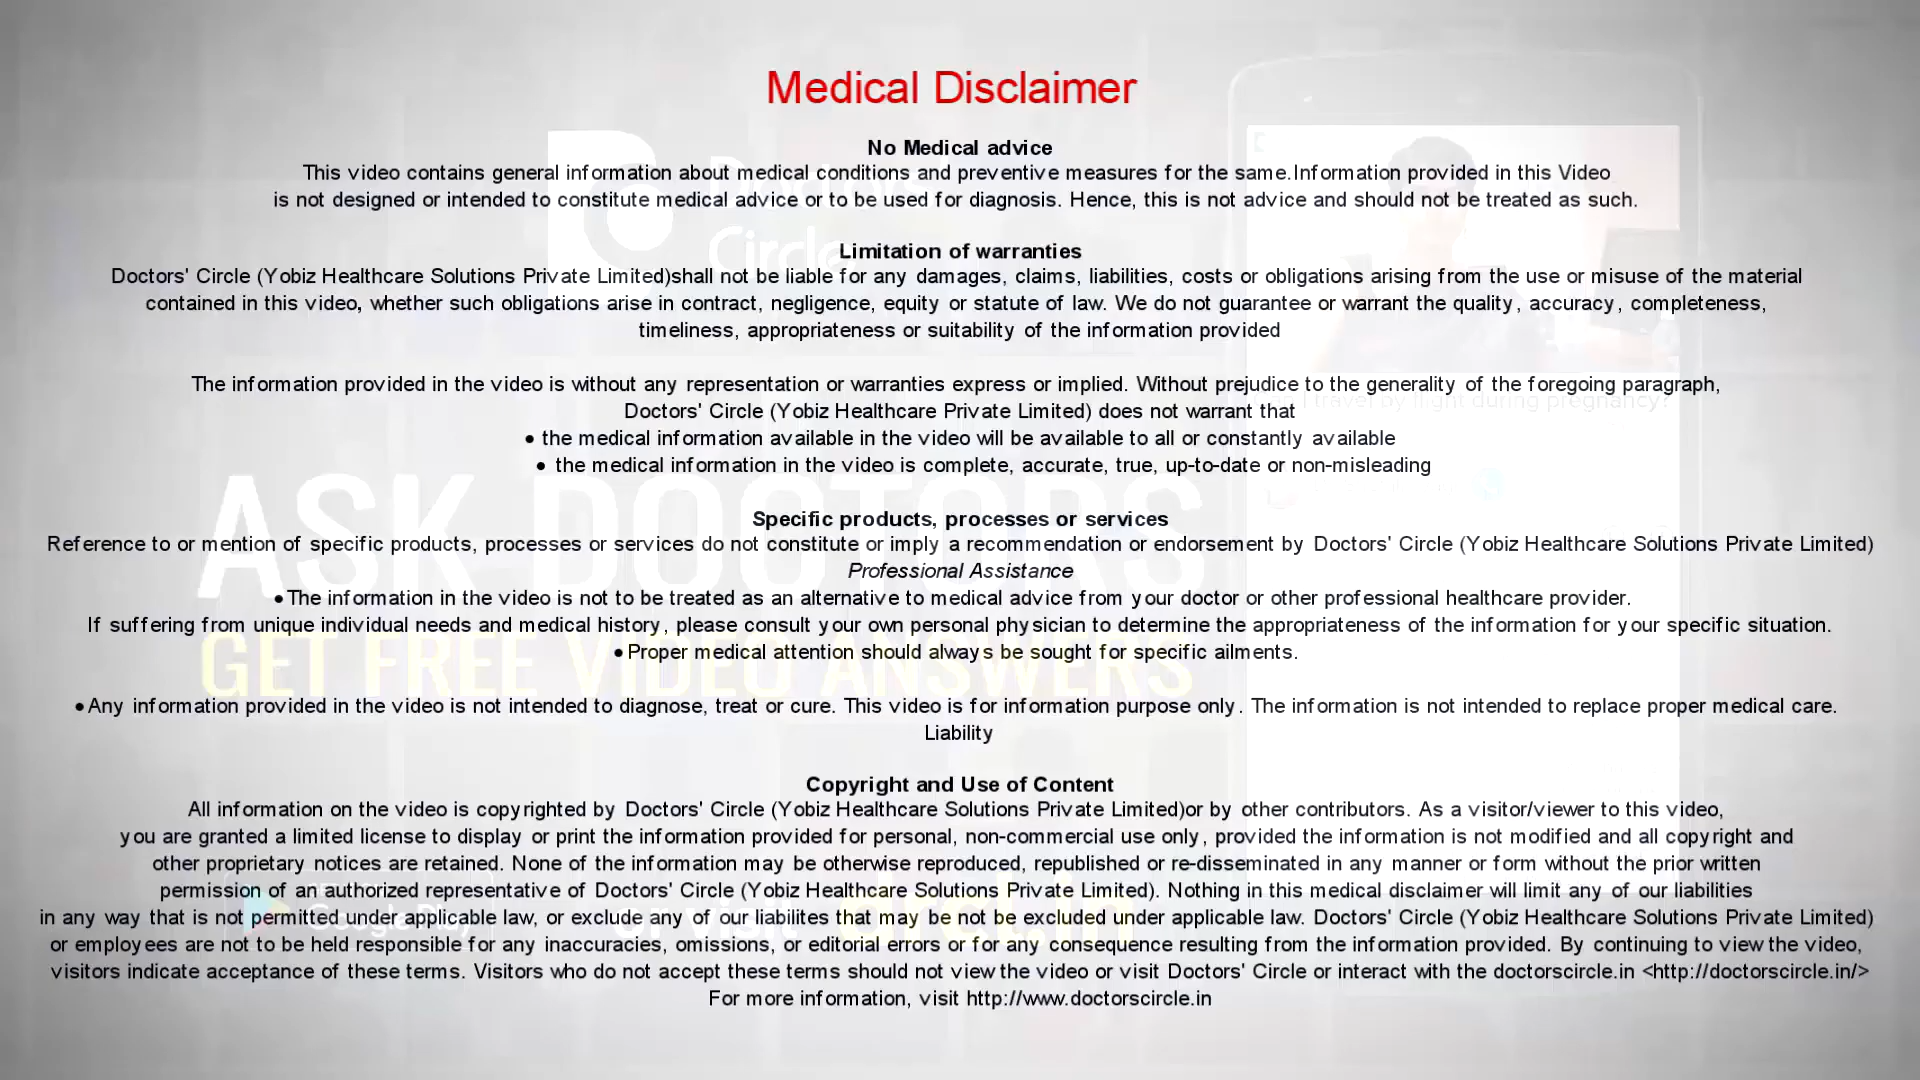 Medical Disclaimer
No Medical advice
This video contains general information about medical conditions and preventive measures for the same.Information provided in this Video
is not designed or intended to constitute medical advice or to be used for diagnosis. Hence, this is not advice and should not be treated as such.
Doctors'
Circle
Limitation of warranties
Doctors' Circle (Yobiz Healthcare Solutions Private Limited)shall not be liable for any damages, claims, liabilities, costs or obligations arising from the use or misuse of the material
contained in this video, whether such obligations arise in contract, negligence, equity or statute of law. We do not guarantee or warrant the quality, accuracy, completeness,
timeliness, appropriateness or suitability of the information provided
The information provided in the video is without any representation or warranties express or implied. Without prejudice to the generality of the foregoing paragraph,
Can I travel by flight during pregnancy?
Doctors' Circle (Yobiz Healthcare Private Limited) does not warrant that
• the medical information available in the video will be available to all or constantly available
• the medical information in the video is complete, accurate, true, up-to-date or non-misleading
ASK DOCTORS
Specific products, processes or services
Reference to or mention of specific products, processes or services do not constitute or imply a recommendation or endorsement by Doctors' Circle (Yobiz Healthcare Solutions Private Limited)
Professional Assistance
•The information in the video is not to be treated as an alternative to medical advice from your doctor or other professional healthcare provider.
If suffering from unique individual needs and medical history, please consult your own personal physician to determine the appropriateness of the information for your specific situation.
•Proper medical attention should always be sought for specific ailments.
GET FREE VIDEO ANSWERS
•Any information provided in the video is not intended to diagnose, treat or cure. This video is for information purpose only. The information is not intended to replace proper medical care.
Liability
Copyright and Use of Content
All information on the video is copyrighted by Doctors' Circle (Yobiz Healthcare Solutions Private Limited)or by other contributors. As a visitor/viewer to this video,
you are granted a limited license to display or print the information provided for personal, non-commercial use only, provided the information is not modified and all copyright and
other proprietary notices are retained. None of the information may be otherwise reproduced, republished or re-disseminated in any manner or form without the prior written
permission of an authorized representative of Doctors' Circle (Yobiz Healthcare Solutions Private Limited). Nothing in this medical disclaimer will limit any of our liabilities
in any way that is not permitted under applicable law, or exclude any of our liabilites that may be not be excluded under applicable law. Doctors' Circle (Yobiz Healthcare Solutions Private Limited)
Google Play or visit drcl.in
or employees are not to be held responsible for any inaccuracies, omissions, or editorial errors or for any consequence resulting from the information provided. By continuing to view the video,
visitors indicate acceptance of these terms. Visitors who do not accept these terms should not view the video or visit Doctors' Circle or interact with the doctorscircle.in <http://doctorscircle.in/>
For more information, visit http://www.doctorscircle.in